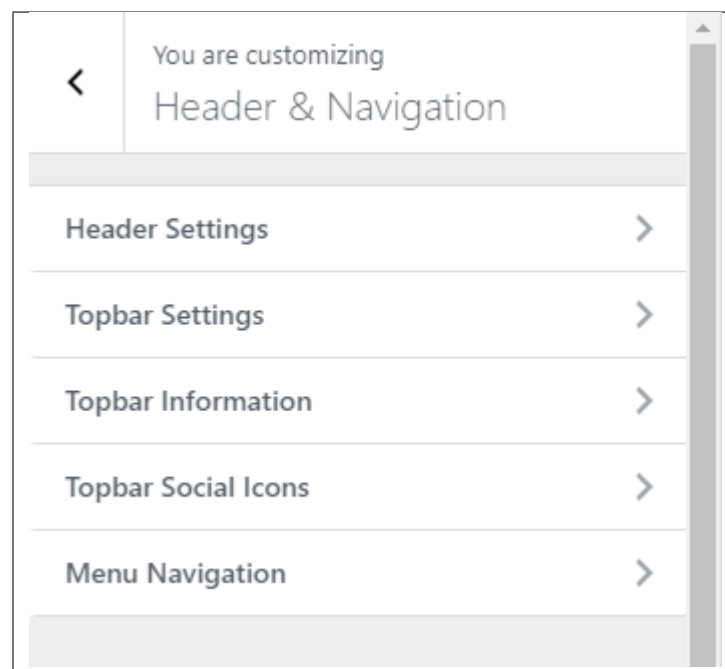 You are customizing
Header & Navigation
Header Settings
Topbar Settings
Topbar Information
Topbar Social Icons
Menu Navigation